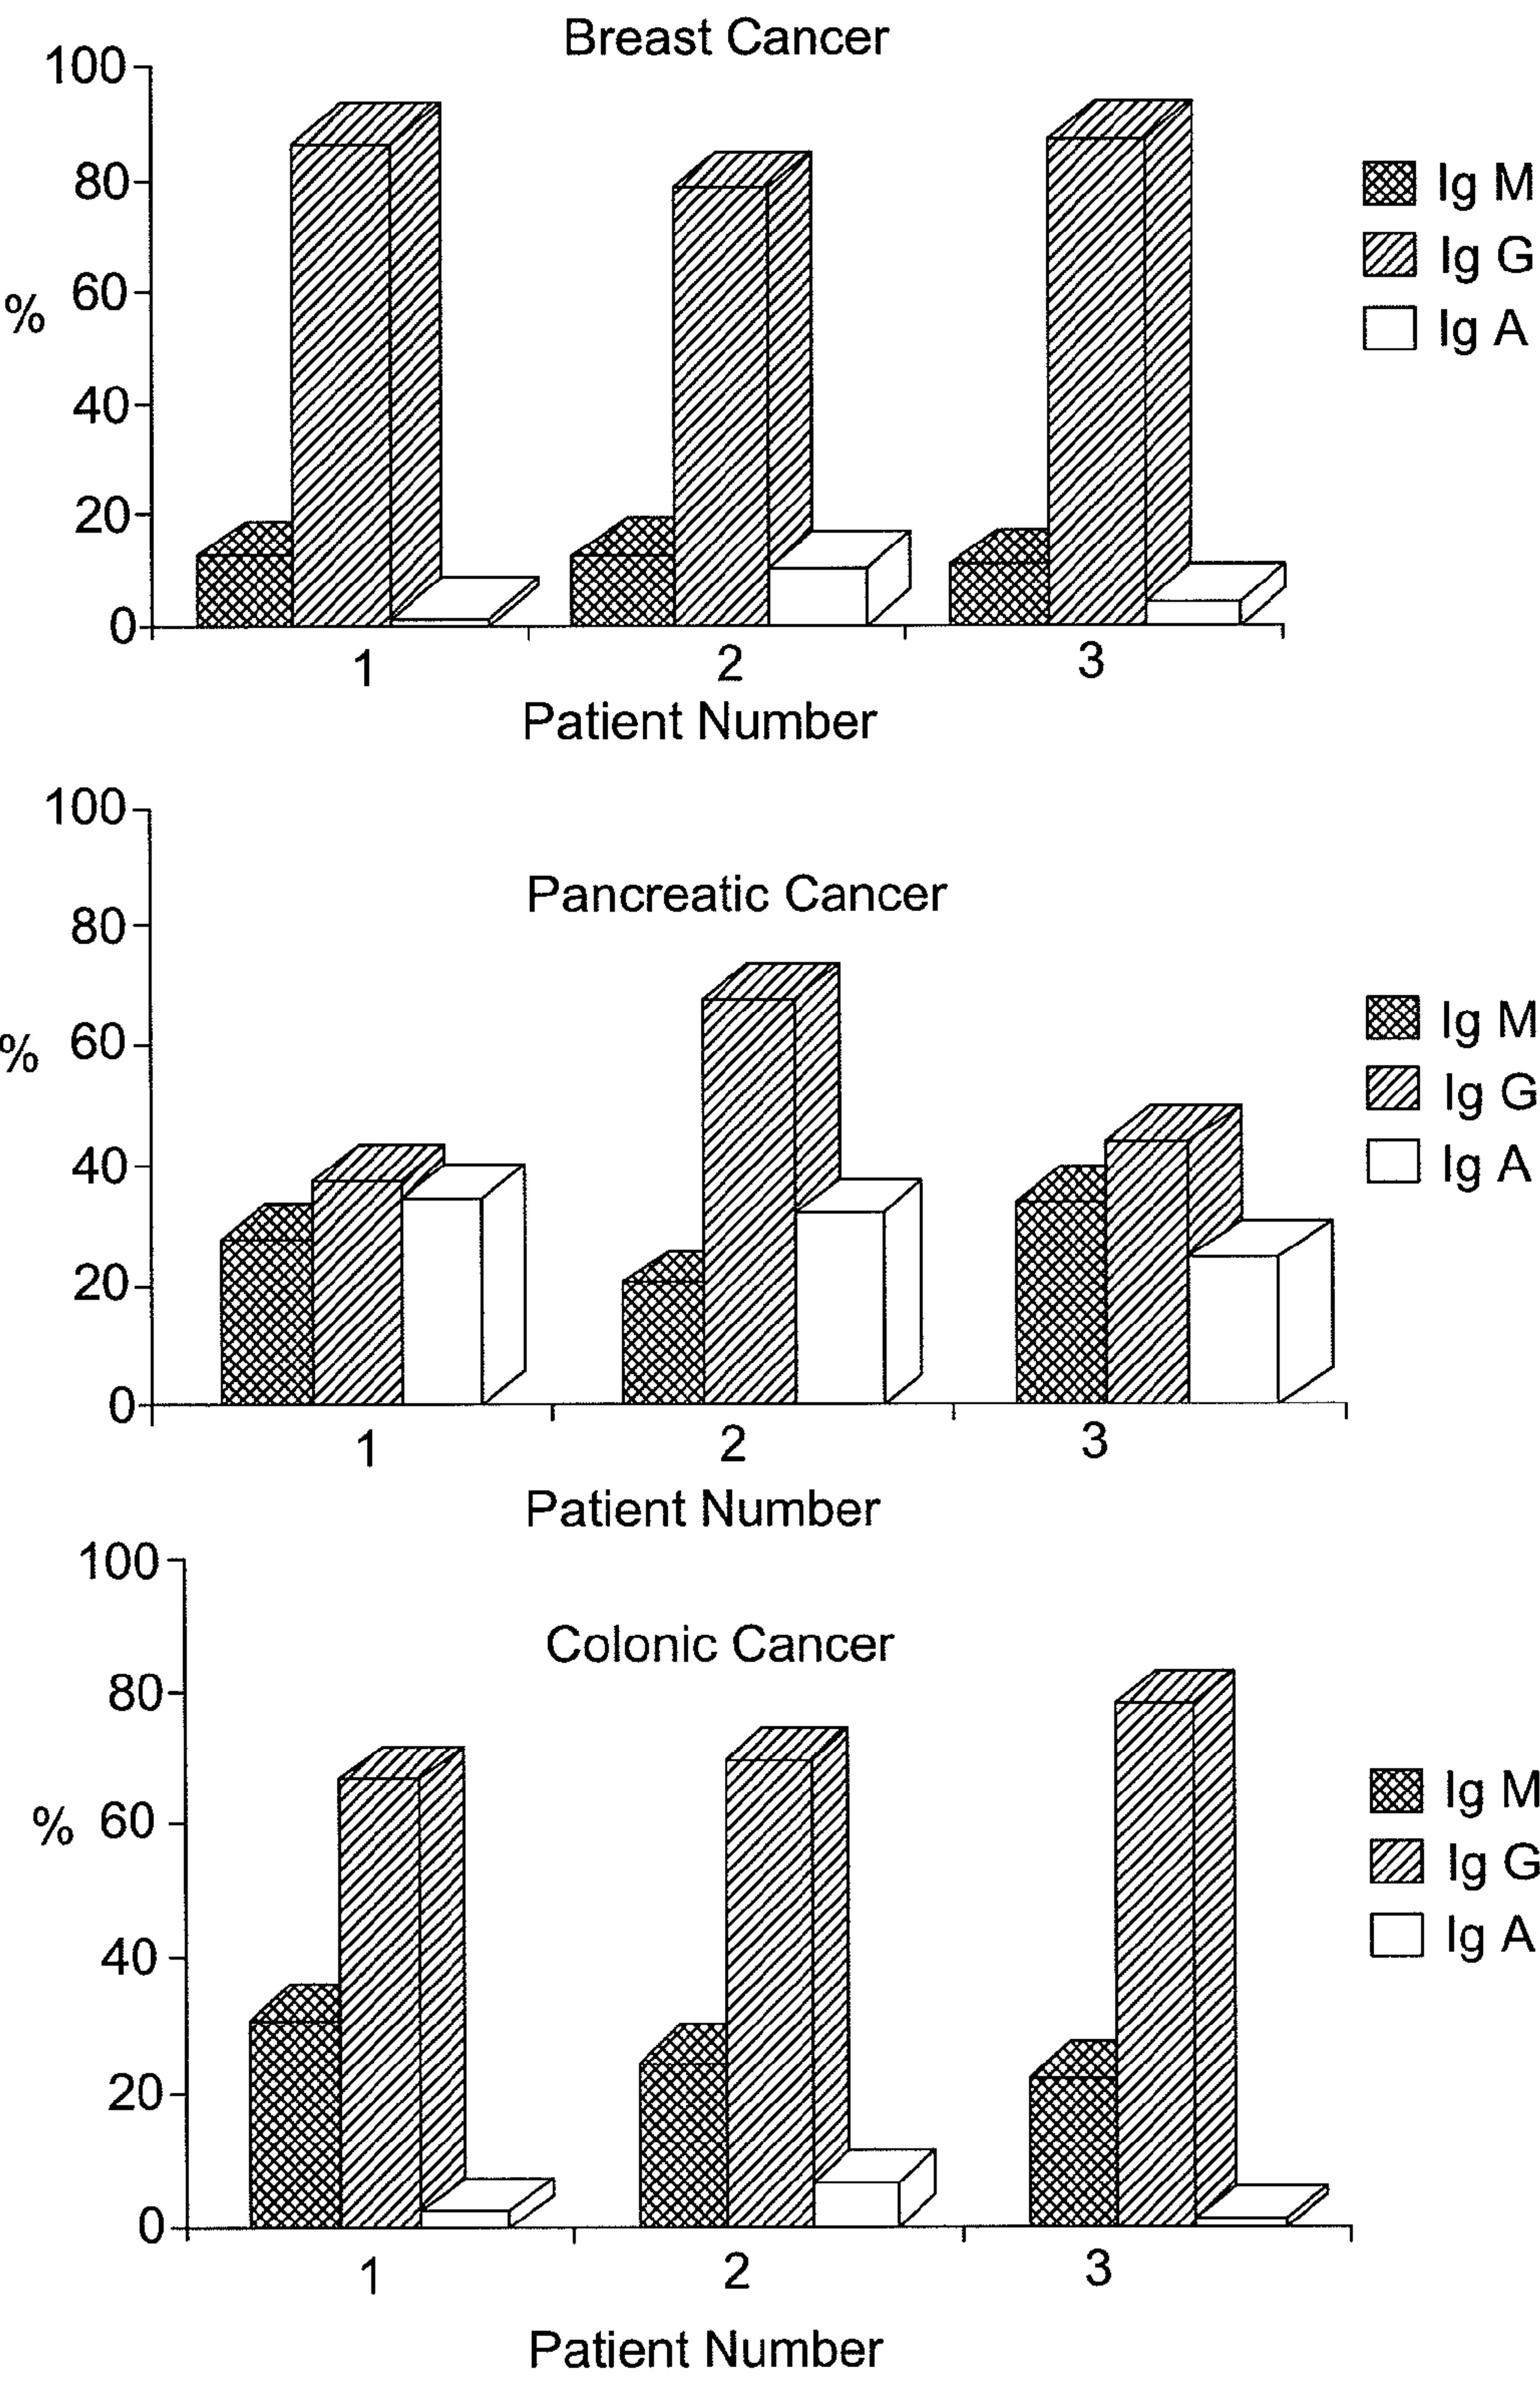 Breast Cancer
100
80
60
40
20
0
%
Ig M
Ig G
Ig A
1 2 3
Patient Number
100
80
60
40
20
0
%
Pancreatic Cancer
Ig M
Ig G
Ig A
1 2 3
Patient Number
100
80
60
40
20
0
%
Colonic Cancer
Ig M
Ig G
Ig A
1 2 3
Patient Number